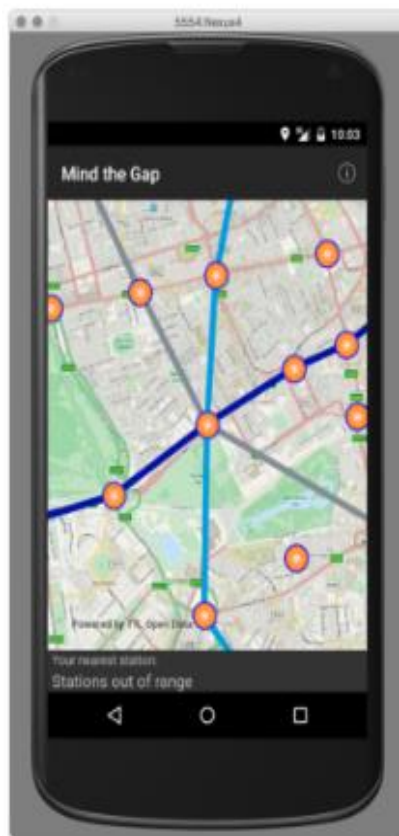 5554:Nexus4
10:03
Mind the Gap
Powered by TfL Open Data
Your nearest station:
Stations out of range